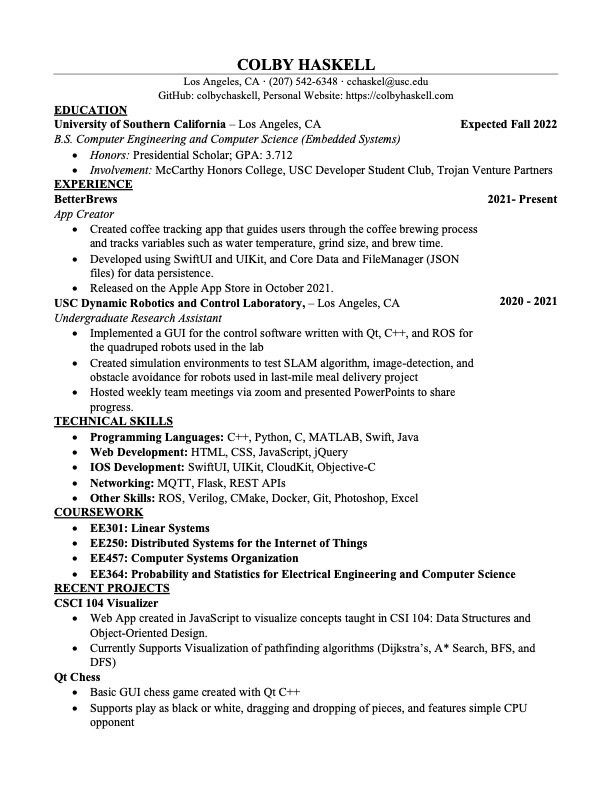 COLBY HASKELL
Los Angeles, CA · (207) 542-6348 · cchaskel@usc.edu
GitHub: colbychaskell, Personal Website: https://colbyhaskell.com
EDUCATION
University of Southern California – Los Angeles, CA Expected Fall 2022
B.S. Computer Engineering and Computer Science (Embedded Systems)
• Honors: Presidential Scholar; GPA: 3.712
• Involvement: McCarthy Honors College, USC Developer Student Club, Trojan Venture Partners
EXPERIENCE
BetterBrews 2021- Present
App Creator
• Created coffee tracking app that guides users through the coffee brewing process
and tracks variables such as water temperature, grind size, and brew time.
• Developed using SwiftUI and UIKit, and Core Data and FileManager (JSON
files) for data persistence.
• Released on the Apple App Store in October 2021.
USC Dynamic Robotics and Control Laboratory, – Los Angeles, CA 2020 - 2021
Undergraduate Research Assistant
• Implemented a GUI for the control software written with Qt, C++, and ROS for
the quadruped robots used in the lab
• Created simulation environments to test SLAM algorithm, image-detection, and
obstacle avoidance for robots used in last-mile meal delivery project
• Hosted weekly team meetings via zoom and presented PowerPoints to share
progress.
TECHNICAL SKILLS
• Programming Languages: C++, Python, C, MATLAB, Swift, Java
• Web Development: HTML, CSS, JavaScript, jQuery
• IOS Development: SwiftUI, UIKit, CloudKit, Objective-C
• Networking: MQTT, Flask, REST APIs
• Other Skills: ROS, Verilog, CMake, Docker, Git, Photoshop, Excel
COURSEWORK
• EE301: Linear Systems
• EE250: Distributed Systems for the Internet of Things
• EE457: Computer Systems Organization
• EE364: Probability and Statistics for Electrical Engineering and Computer Science
RECENT PROJECTS
CSCI 104 Visualizer
• Web App created in JavaScript to visualize concepts taught in CSI 104: Data Structures and
Object-Oriented Design.
• Currently Supports Visualization of pathfinding algorithms (Dijkstra’s, A* Search, BFS, and
DFS)
Qt Chess
• Basic GUI chess game created with Qt C++
• Supports play as black or white, dragging and dropping of pieces, and features simple CPU
opponent